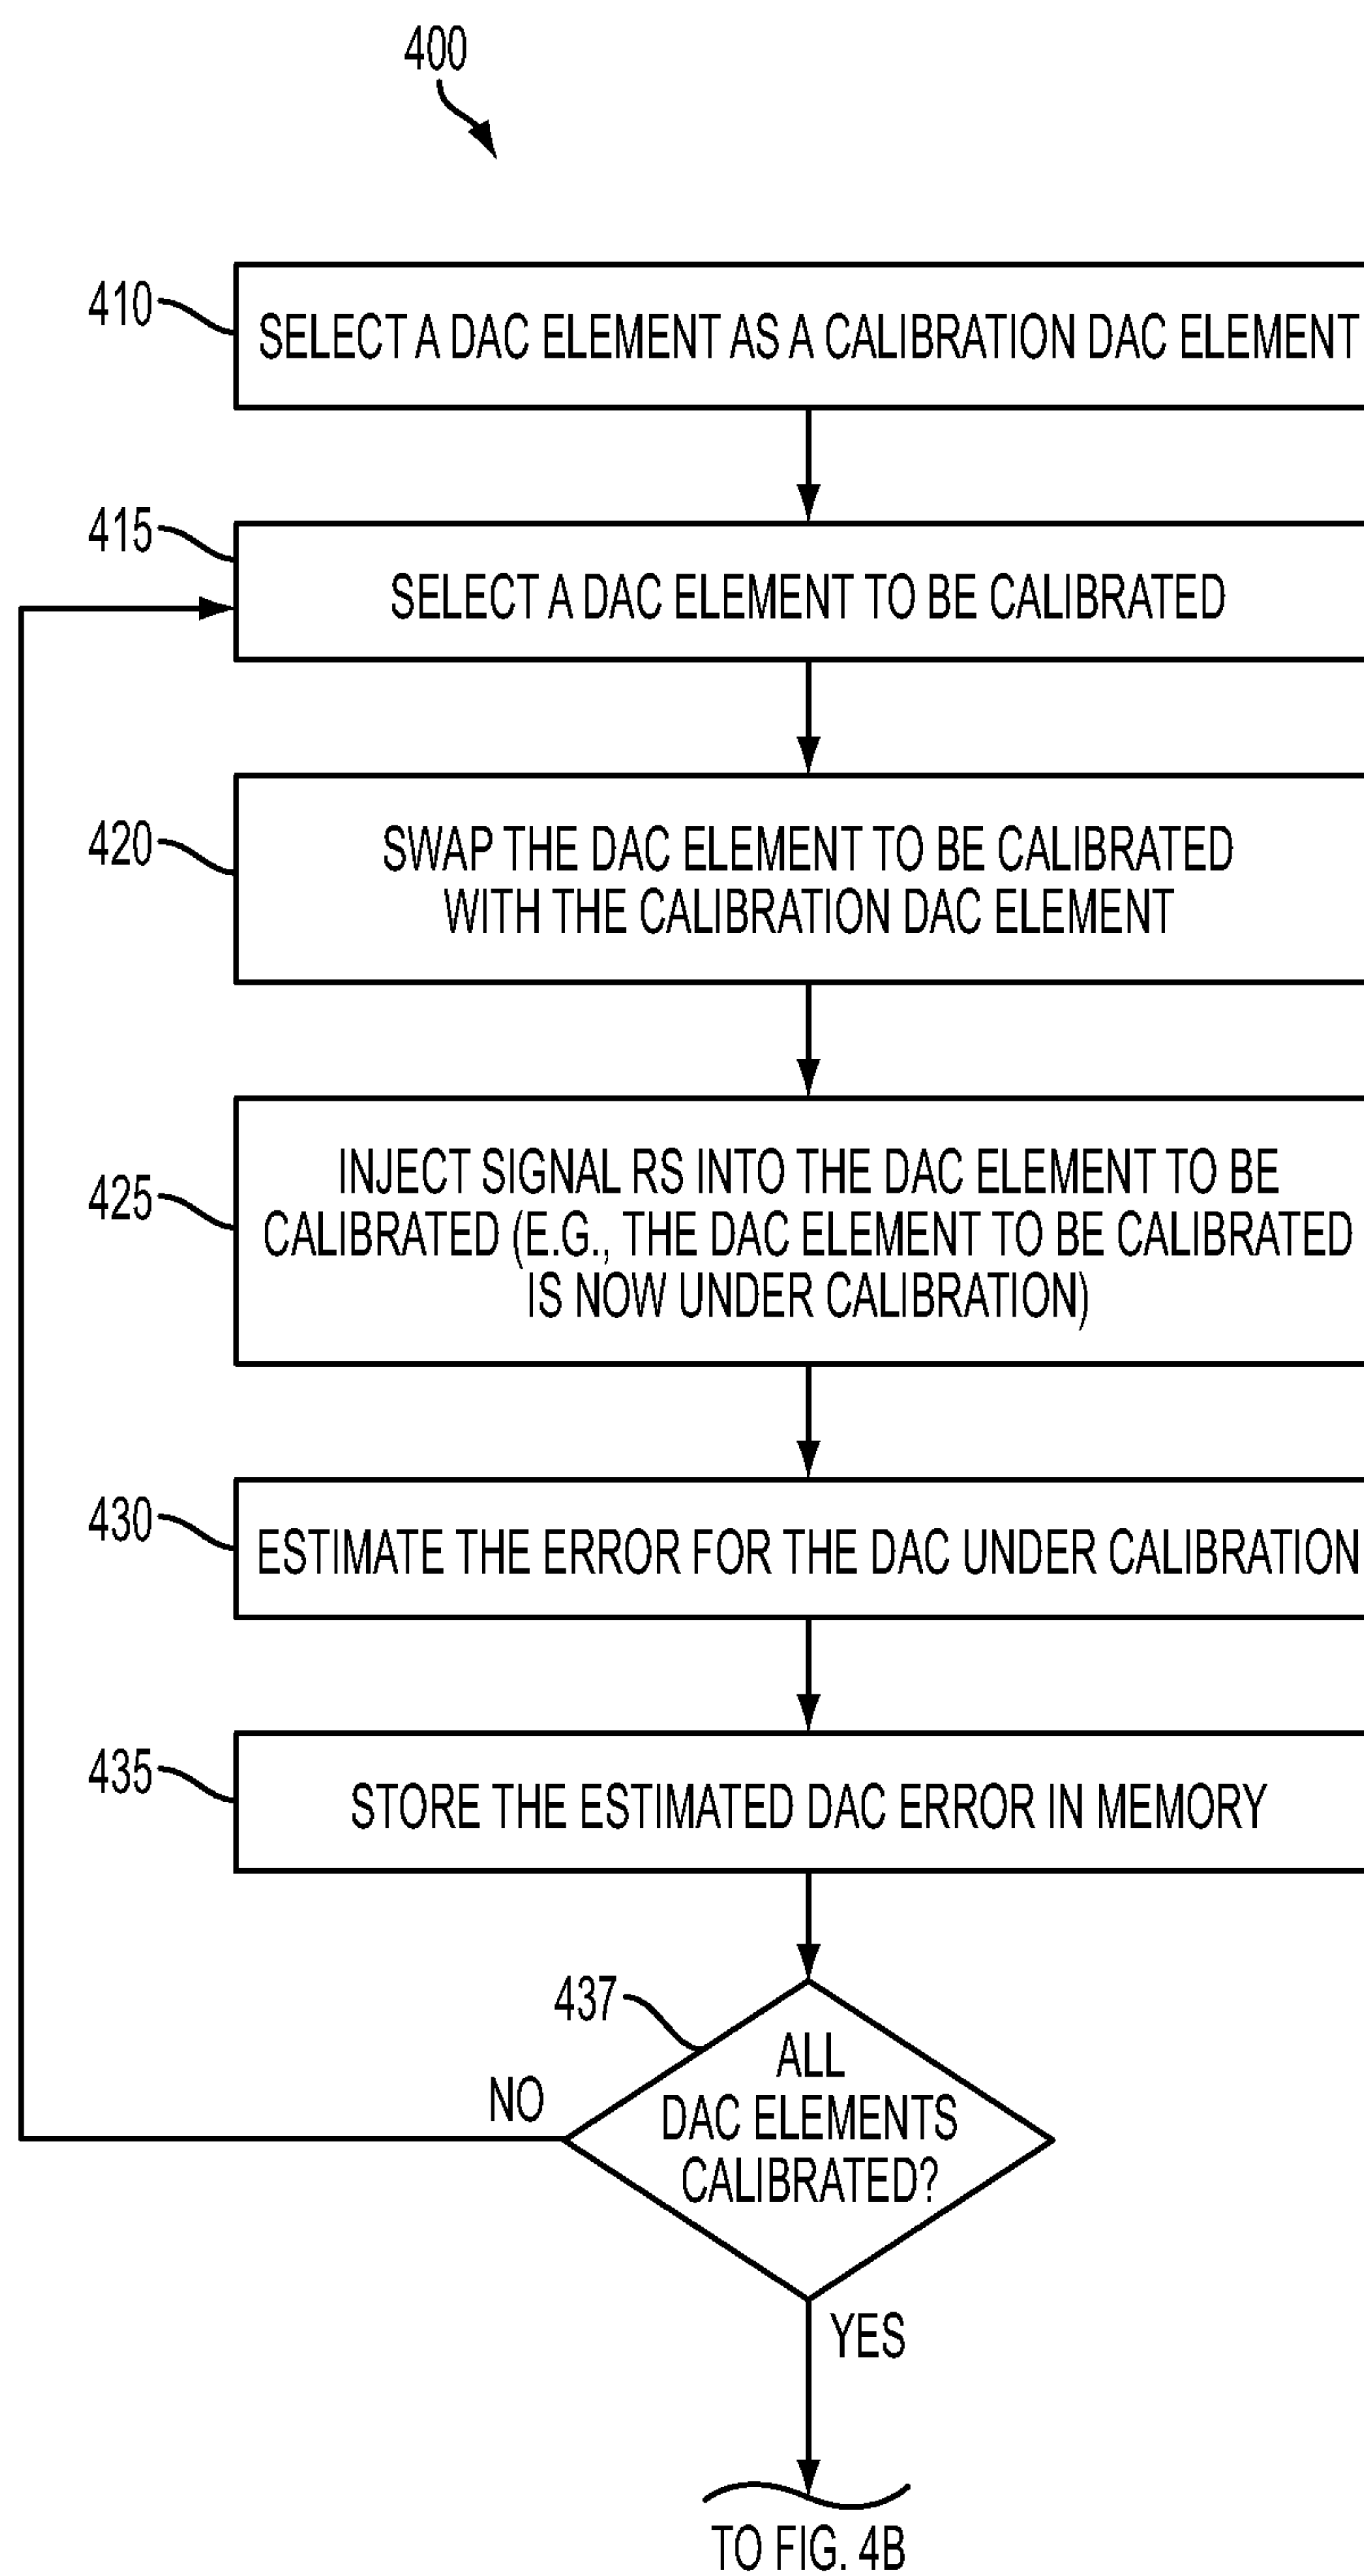 400
410
SELECT A DAC ELEMENT AS A CALIBRATION DAC ELEMENT
415
SELECT A DAC ELEMENT TO BE CALIBRATED
420
SWAP THE DAC ELEMENT TO BE CALIBRATED
WITH THE CALIBRATION DAC ELEMENT
425
INJECT SIGNAL RS INTO THE DAC ELEMENT TO BE
CALIBRATED (E.G., THE DAC ELEMENT TO BE CALIBRATED
IS NOW UNDER CALIBRATION)
430
ESTIMATE THE ERROR FOR THE DAC UNDER CALIBRATION
435
STORE THE ESTIMATED DAC ERROR IN MEMORY
437
ALL
DAC ELEMENTS
CALIBRATED?
NO
YES
TO FIG. 4B